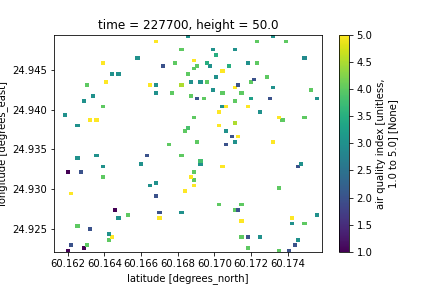 time = 227700, height = 50.0
24.945
24.940
24.935
24.930
24.925
longitude [degrees_east]
60.162 60.164 60.166 60.168 60.170 60.172 60.174
latitude [degrees_north]
5.0
4.5
4.0
3.5
3.0
2.5
2.0
1.5
1.0
air quality index [unitless,
1.0 to 5.0] [None]